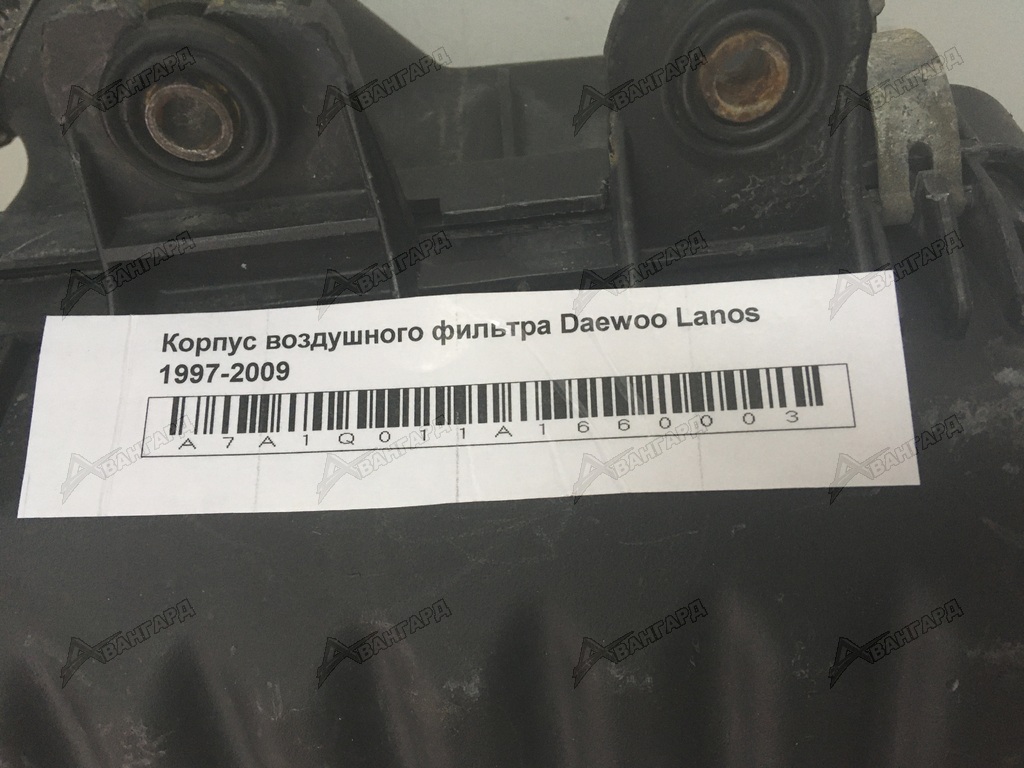 Корпус воздушного фильтра Daewoo Lanos
1997-2009
A7A1Q011A1660003
АВАНГАРД